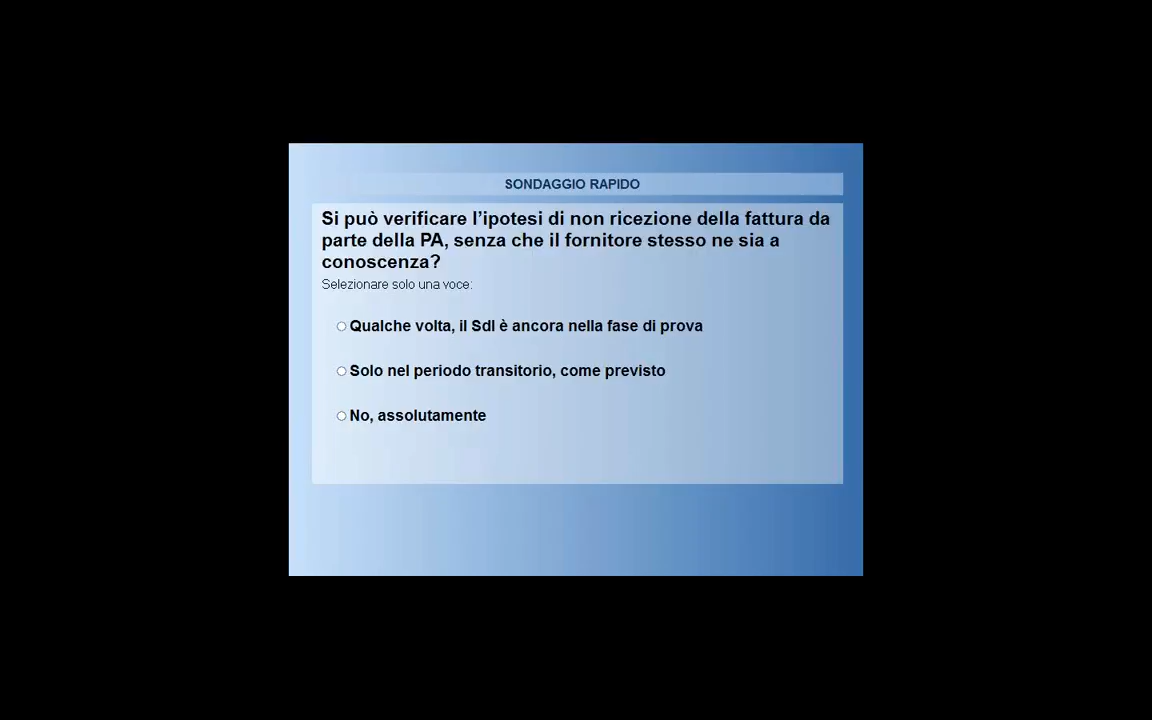 SONDAGGIO RAPIDO
Si può verificare l’ipotesi di non ricezione della fattura da
parte della PA, senza che il fornitore stesso ne sia a
conoscenza?
Selezionare solo una voce:
Qualche volta, il SdI è ancora nella fase di prova
Solo nel periodo transitorio, come previsto
No, assolutamente